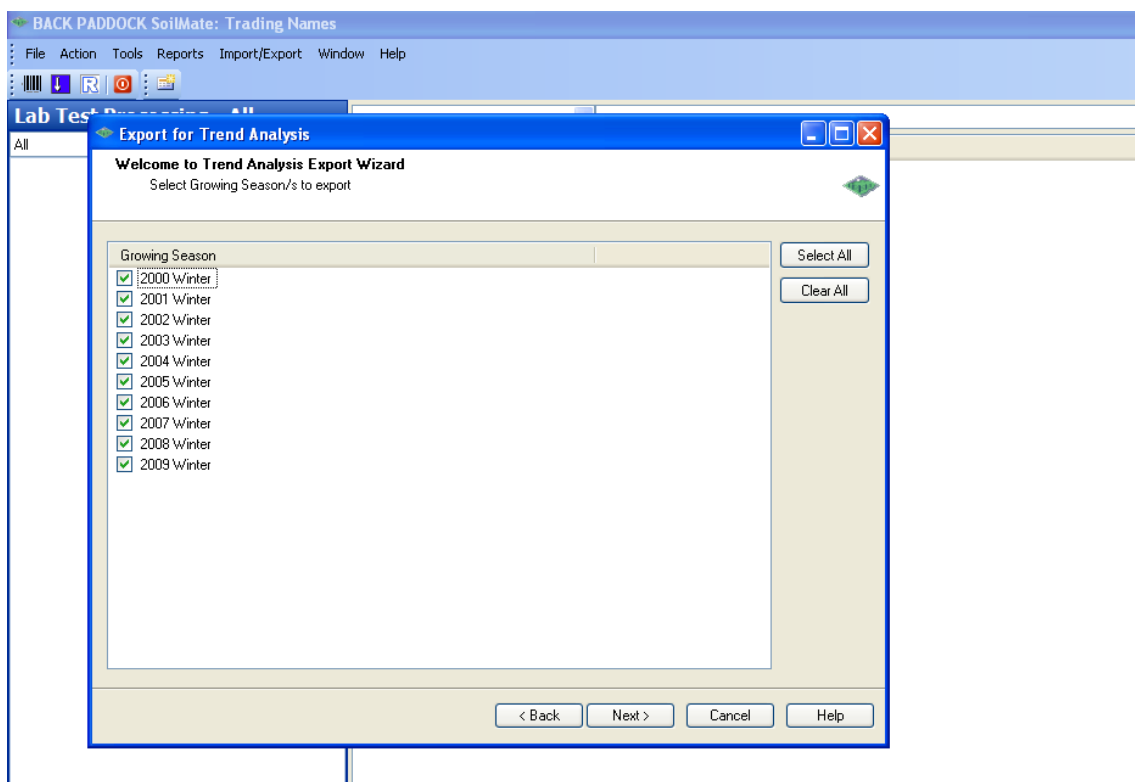 BACK PADDOCK SoilMate: Trading Names
File Action Tools Reports Import/Export Window Help
R
Lab Test Processing - All
All
Export for Trend Analysis
Welcome to Trend Analysis Export Wizard
Select Growing Season/s to export
Growing Season
Select All
2000 Winter
2001 Winter
Clear All
2002 Winter
2003 Winter
2004 Winter
2005 Winter
2006 Winter
2007 Winter
2008 Winter
2009 Winter
< Back Next > Cancel Help